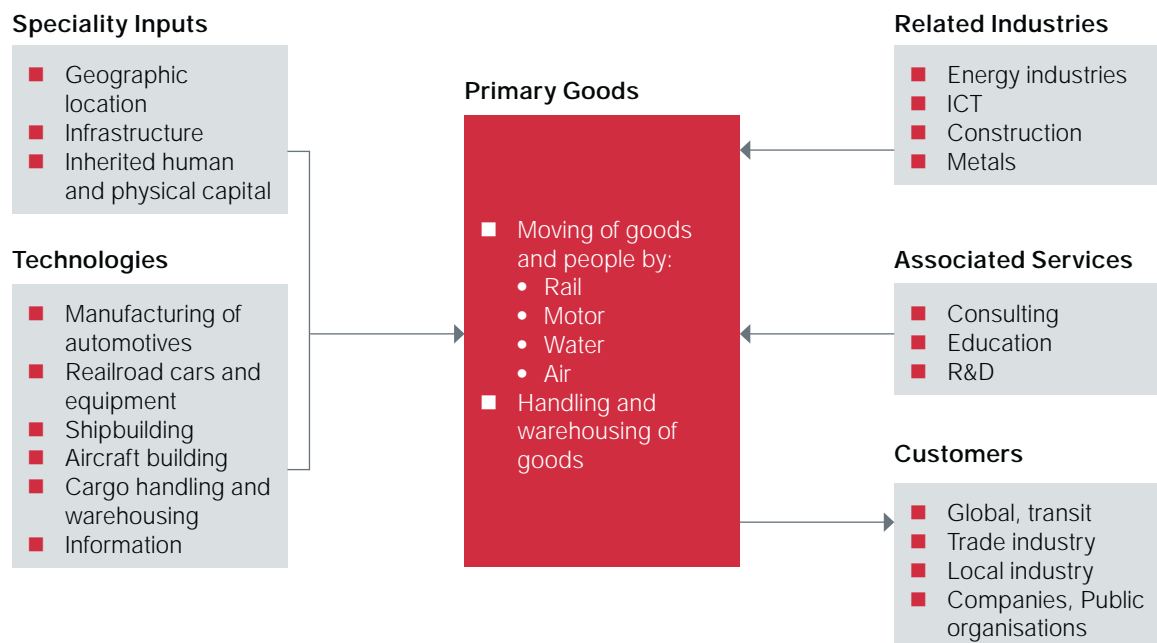 Speciality Inputs
Geographic
location
Infrastructure
Inherited human
and physical capital
Technologies
Manufacturing of
automotives
Reailroad cars and
equipment
Shipbuilding
Aircraft building
Cargo handling and
warehousing
Information
Primary Goods
Moving of goods
and people by:
Rail
Motor
Water
Air
Handling and
warehousing of
goods
Related Industries
Energy industries
ICT
Construction
Metals
Associated Services
Consulting
Education
R&D
Customers
Global, transit
Trade industry
Local industry
Companies, Public
organisations